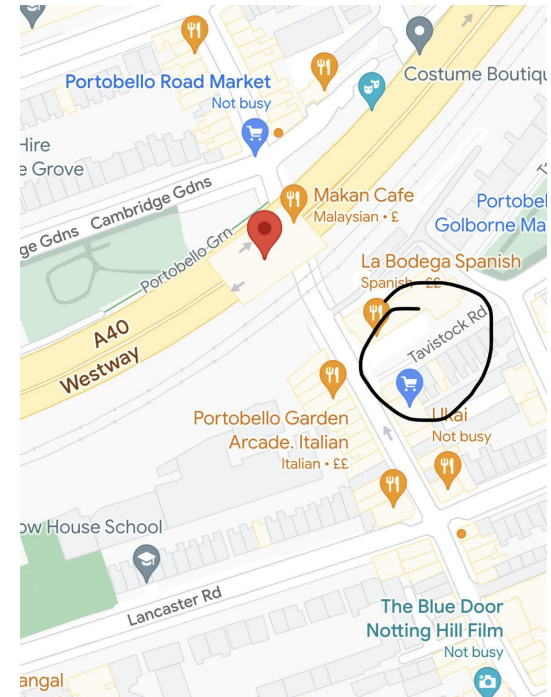 Portobello Road Market
Not busy
Costume Boutiqu
Hire
e Grove
Cambridge Gdns
ge Gdns
Makan Cafe
Malaysian • £
Portobel
Golborne Ma
Portobello Grn
La Bodega Spanish
Spanish • ££
A40
Westway
Tavistock Rd
Portobello Garden
Arcade. Italian
Italian • ££
Ukai
Not busy
ow House School
Lancaster Rd
The Blue Door
Notting Hill Film
Not busy
angal